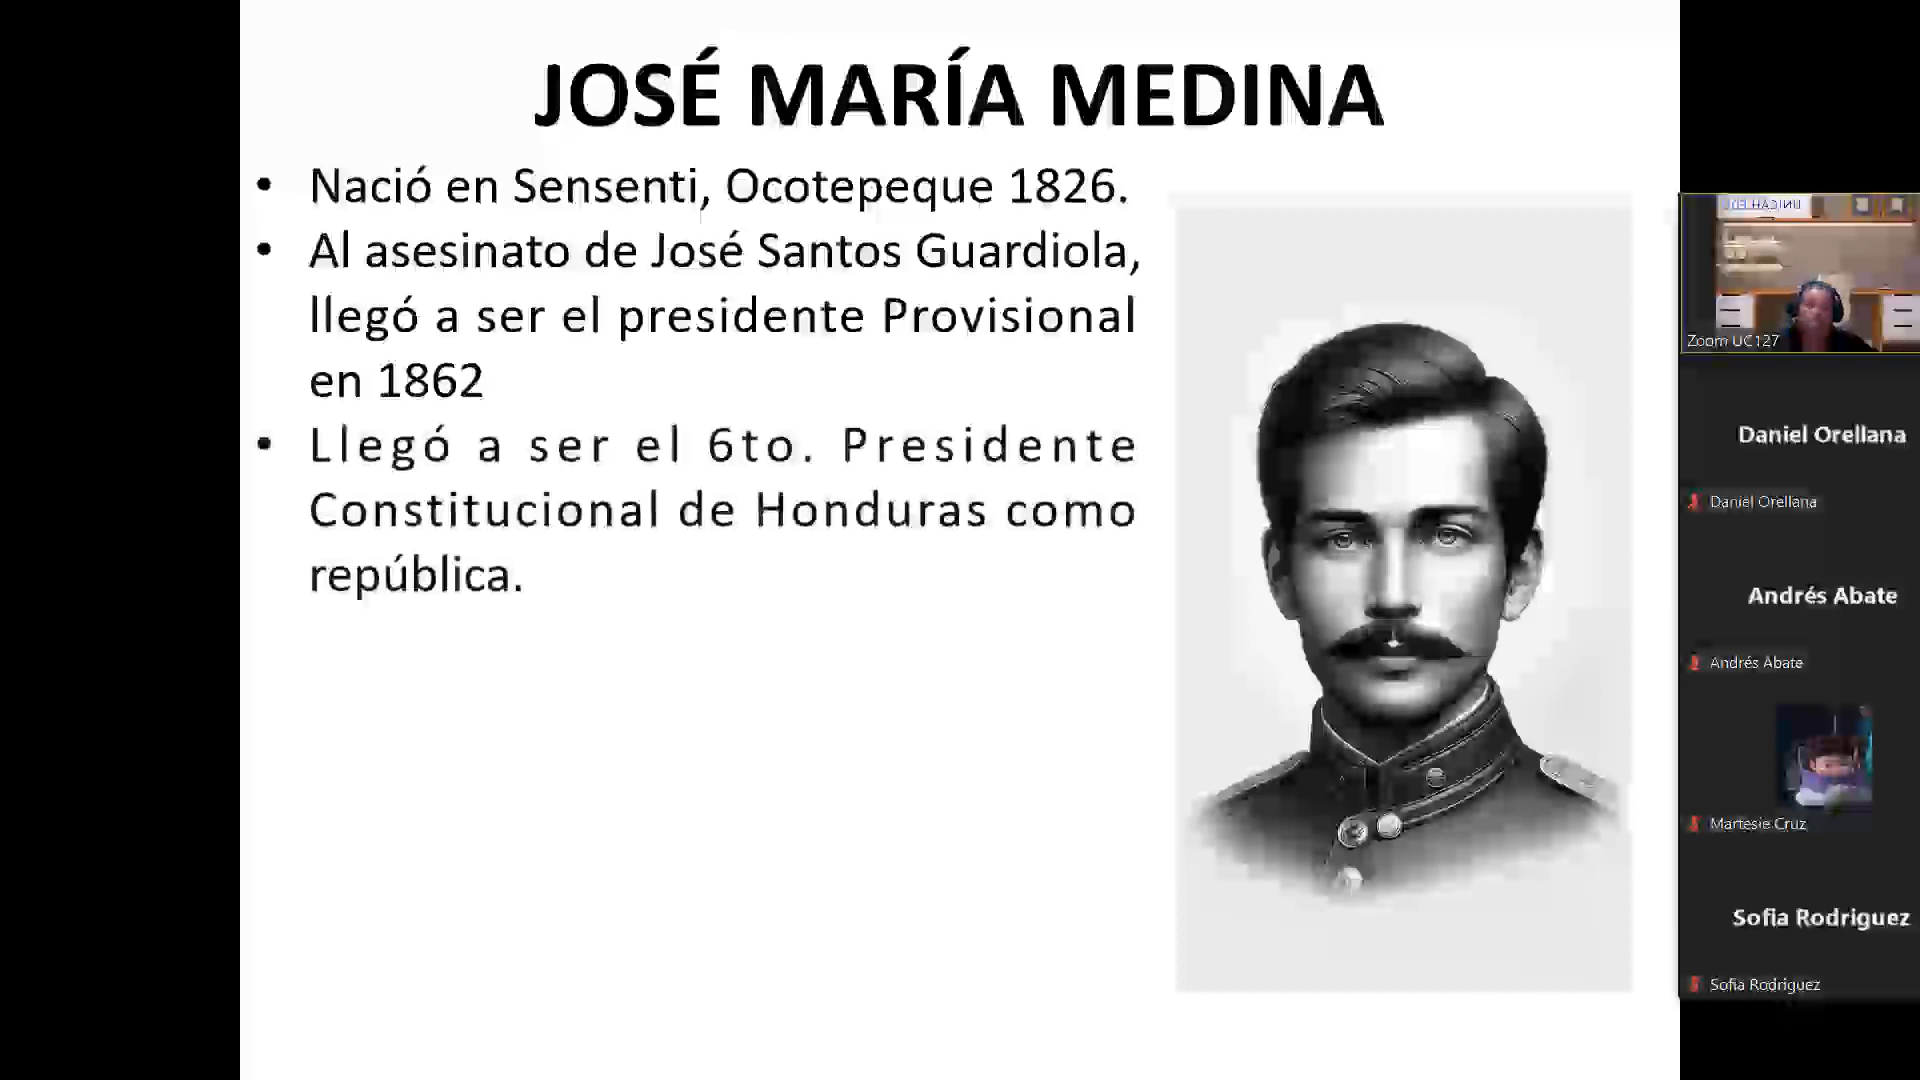 JOSÉ MARÍA MEDINA
• Nació en Sensenti, Ocotepeque 1826.
• Al asesinato de José Santos Guardiola,
llegó a ser el presidente Provisional
en 1862
• Llegó a ser el 6to. Presidente
Constitucional de Honduras como
república.
Zoom UC127
Daniel Orellana
Daniel Orellana
Andrés Abate
Andrés Abate
Martesie Cruz
Sofia Rodriguez
Sofia Rodriguez